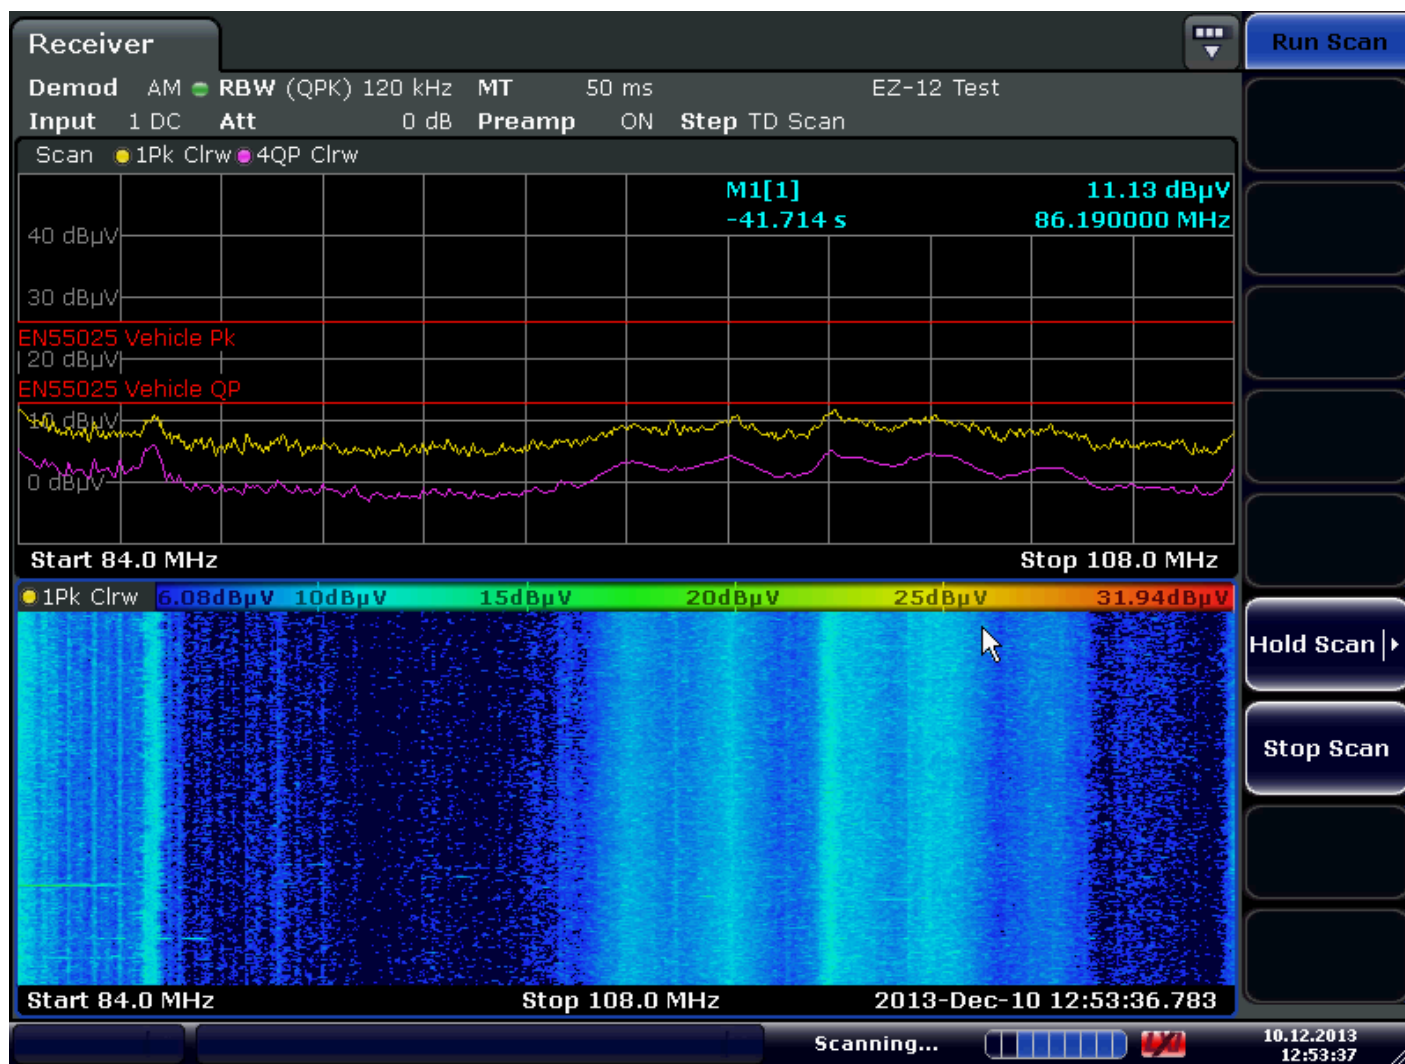 Receiver
Run Scan
Demod AM RBW (QPK) 120 kHz MT 50 ms EZ-12 Test
Input 1 DC Att 0 dB Preamp ON Step TD Scan
Scan 1Pk Clrw 4QP Clrw
M1[1] 11.13 dBµV
-41.714 s 86.190000 MHz
40 dBµV
30 dBµV
EN55025 Vehicle Pk
20 dBµV
EN55025 Vehicle QP
10 dBµV
0 dBµV
Start 84.0 MHz Stop 108.0 MHz
1Pk Clrw 6.08dBµV 10dBµV 15dBµV 20dBµV 25dBµV 31.94dBµV
Hold Scan
Stop Scan
Start 84.0 MHz Stop 108.0 MHz 2013-Dec-10 12:53:36.783
Scanning... LXI 10.12.2013
12:53:37